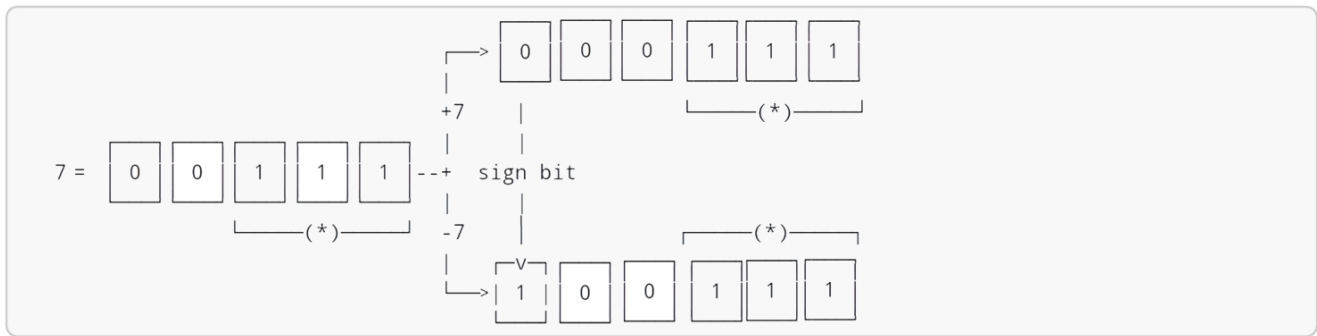 0 0 0 1 1 1
+7 (*)
7 = 0 0 1 1 1 --+ sign bit
(*) -7 (*)
1 0 0 1 1 1